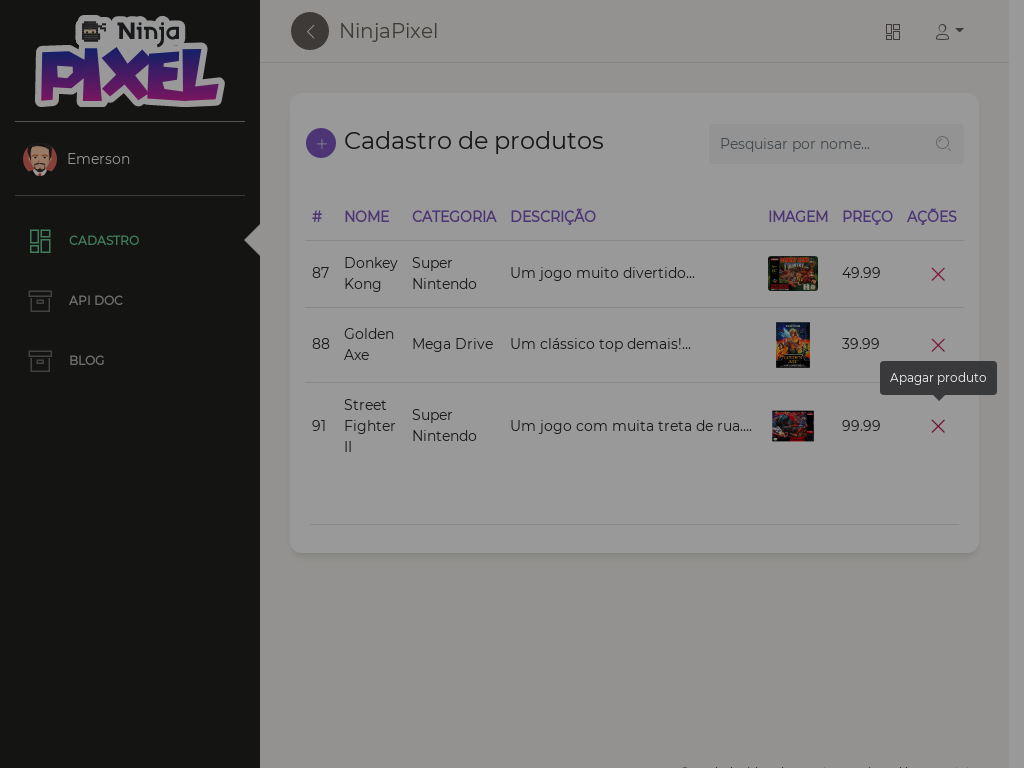 Ninja
PIXEL
NinjaPixel
Emerson
CADASTRO
API DOC
BLOG
Cadastro de produtos
Pesquisar por nome...
# NOME CATEGORIA DESCRIÇÃO IMAGEM PREÇO AÇÕES
87 Donkey Kong Super Nintendo Um jogo muito divertido... 49.99
88 Golden Axe Mega Drive Um clássico top demais!... 39.99
Apagar produto
91 Street Fighter II Super Nintendo Um jogo com muita treta de rua.... 99.99